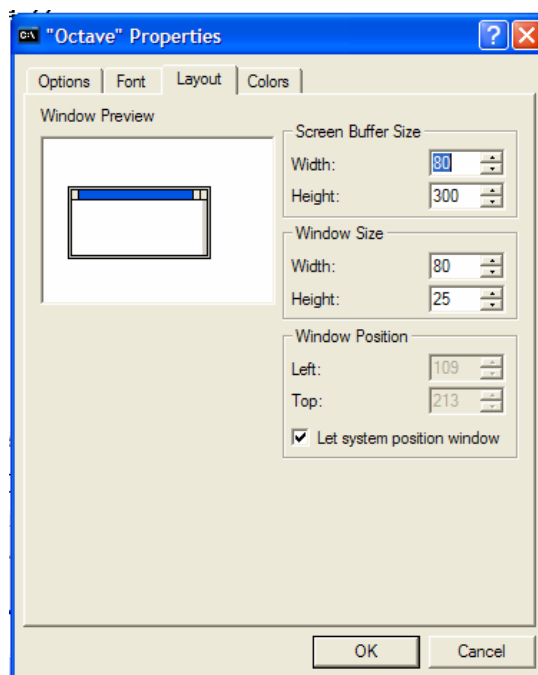 "Octave" Properties
Options Font Layout Colors
Window Preview
Screen Buffer Size
Width: 80
Height: 300
Window Size
Width: 80
Height: 25
Window Position
Left: 109
Top: 213
Let system position window
OK Cancel